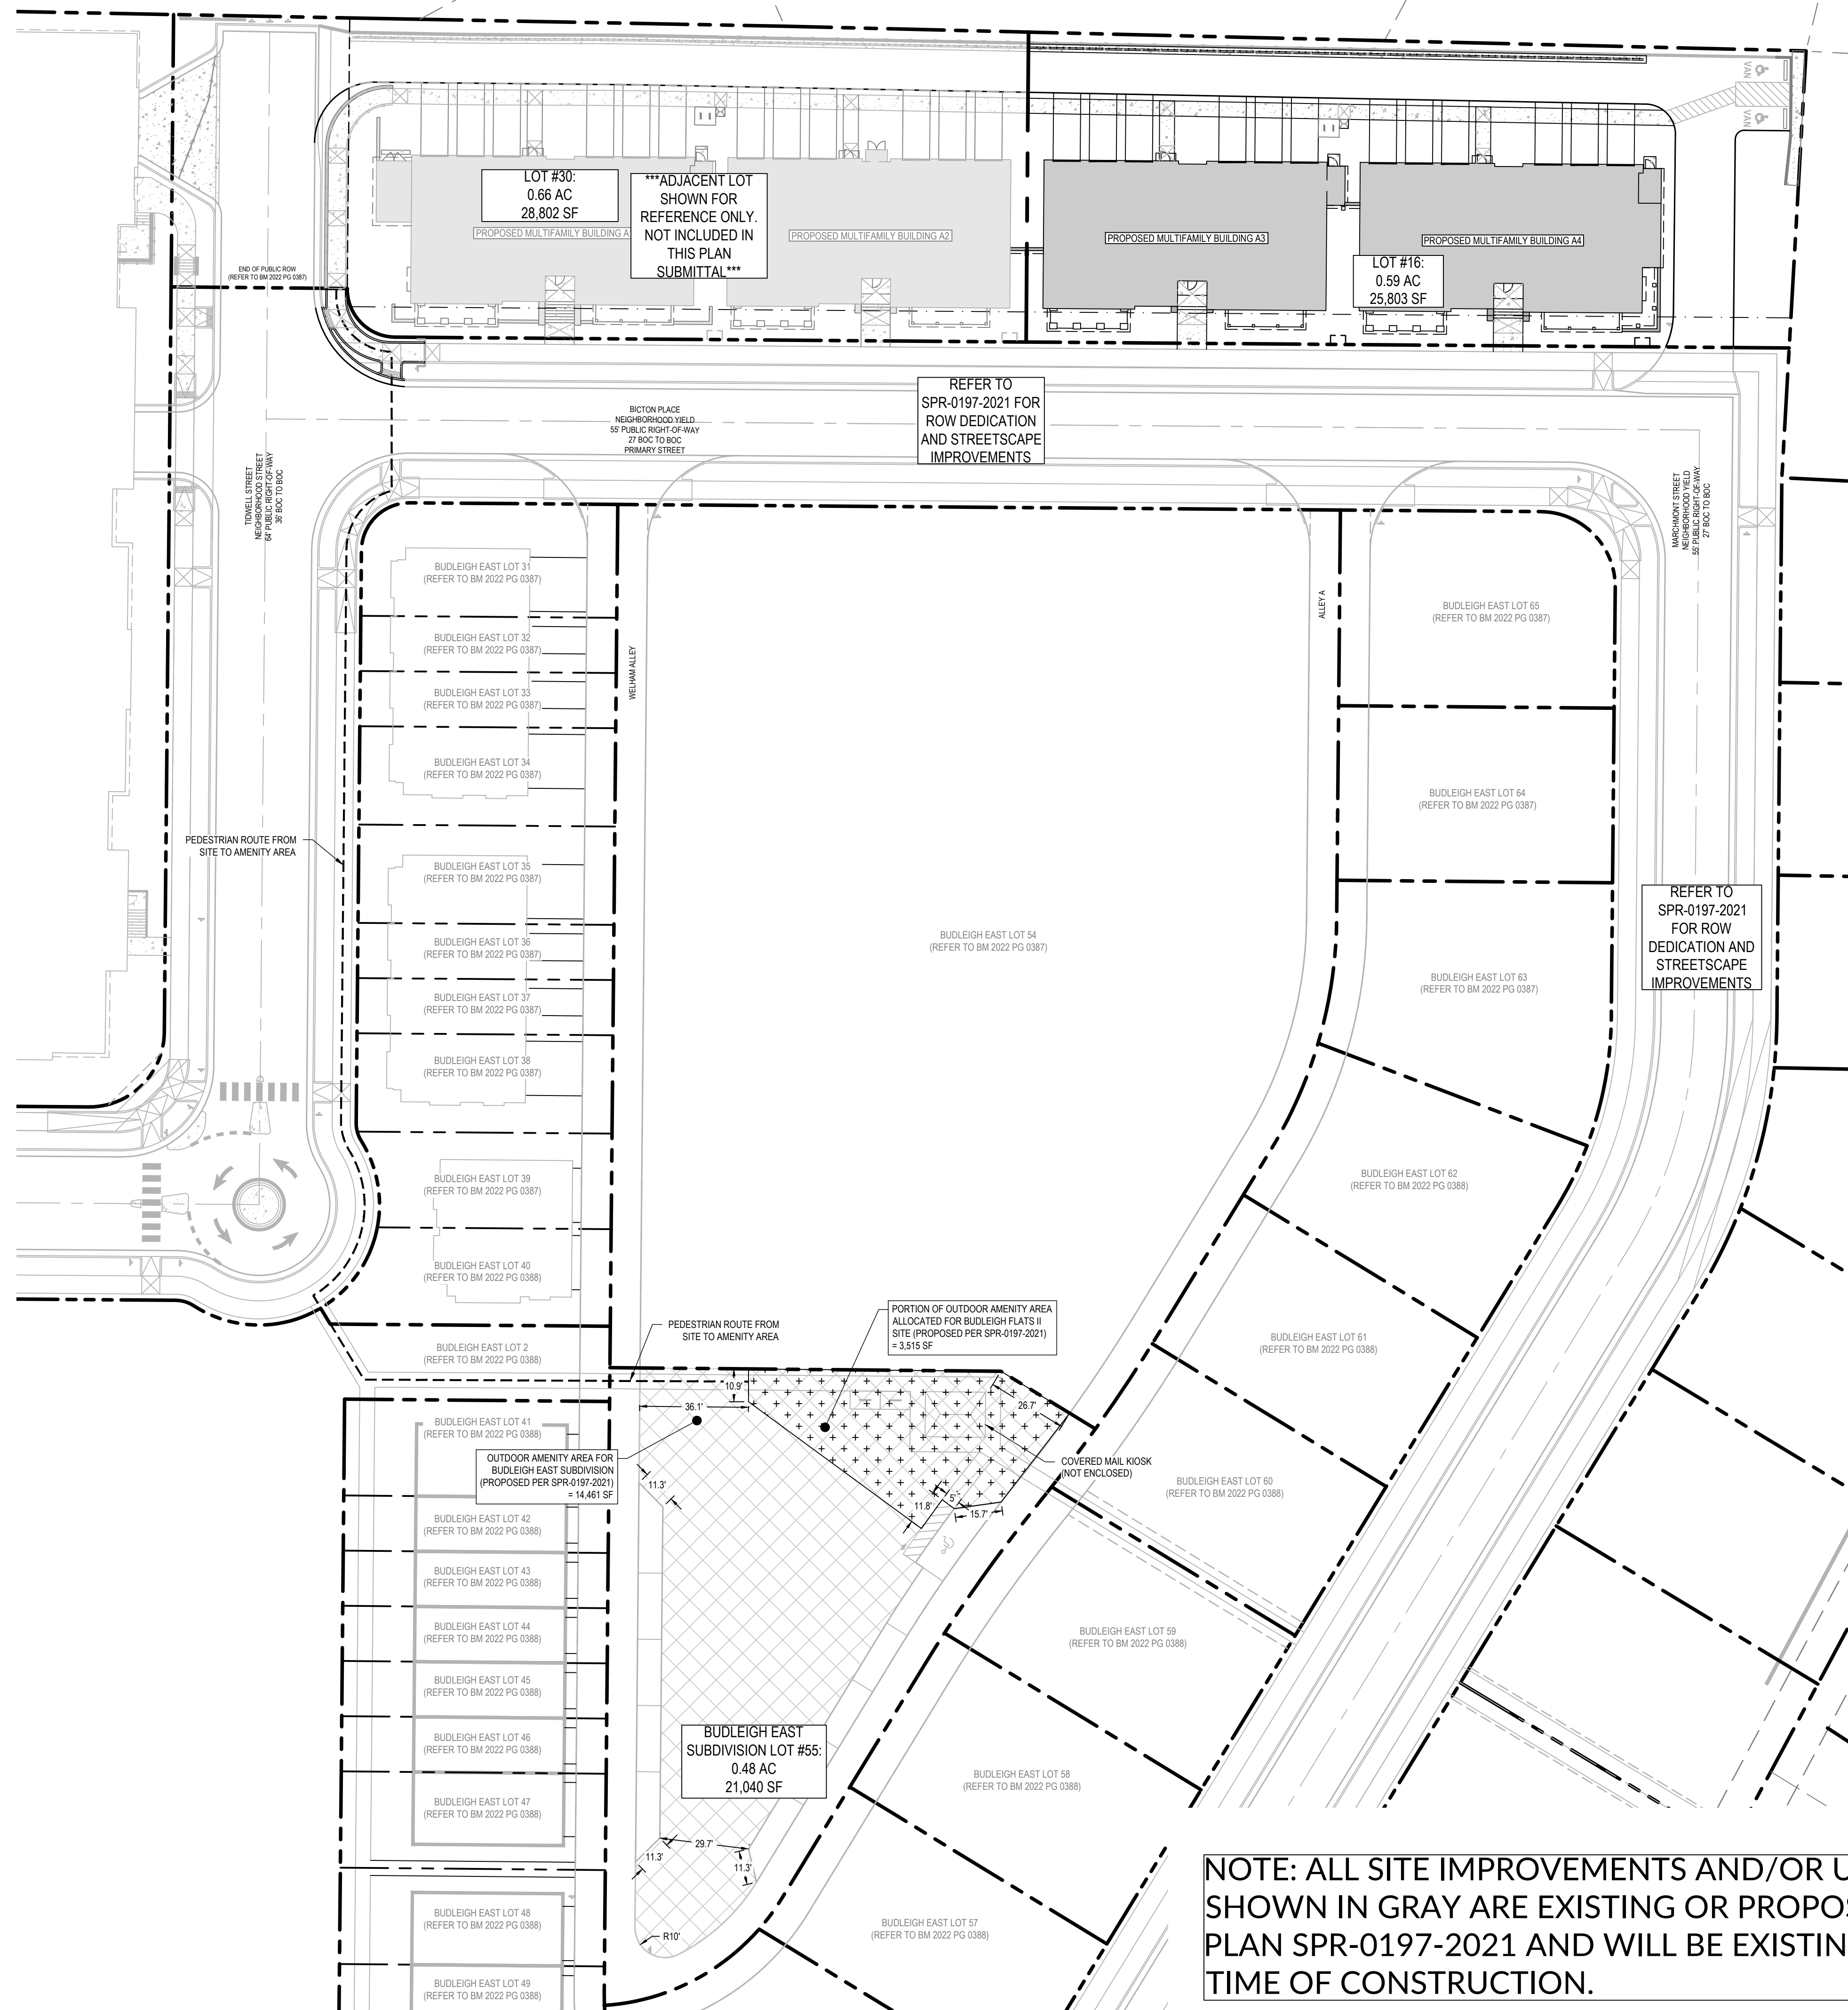 VAN
VAN
LOT #30:
0.66 AC
28,802 SF
***ADJACENT LOT
SHOWN FOR
REFERENCE ONLY.
NOT INCLUDED IN
THIS PLAN
SUBMITTAL***
PROPOSED MULTIFAMILY BUILDING A
PROPOSED MULTIFAMILY BUILDING A2
PROPOSED MULTIFAMILY BUILDING A3
PROPOSED MULTIFAMILY BUILDING A4
LOT #16:
0.59 AC
25,803 SF
END OF PUBLIC ROW
(REFER TO BM 2022 PG 0387)
REFER TO
SPR-0197-2021 FOR
ROW DEDICATION
AND STREETSCAPE
IMPROVEMENTS
BICTON PLACE
NEIGHBORHOOD YIELD
55' PUBLIC RIGHT-OF-WAY
27 BOC TO BOC
PRIMARY STREET
TIDWELL STREET
NEIGHBORHOOD STREET
64' PUBLIC RIGHT-OF-WAY
36' BOC TO BOC
MARCHMONT STREET
NEIGHBORHOOD YIELD
55' PUBLIC RIGHT-OF-WAY
27' BOC TO BOC
BUDLEIGH EAST LOT 31
(REFER TO BM 2022 PG 0387)
BUDLEIGH EAST LOT 32
(REFER TO BM 2022 PG 0387)
BUDLEIGH EAST LOT 33
(REFER TO BM 2022 PG 0387)
BUDLEIGH EAST LOT 34
(REFER TO BM 2022 PG 0387)
WELHAM ALLEY
ALLEY A
BUDLEIGH EAST LOT 65
(REFER TO BM 2022 PG 0387)
BUDLEIGH EAST LOT 64
(REFER TO BM 2022 PG 0387)
PEDESTRIAN ROUTE FROM
SITE TO AMENITY AREA
BUDLEIGH EAST LOT 35
(REFER TO BM 2022 PG 0387)
BUDLEIGH EAST LOT 36
(REFER TO BM 2022 PG 0387)
BUDLEIGH EAST LOT 37
(REFER TO BM 2022 PG 0387)
BUDLEIGH EAST LOT 38
(REFER TO BM 2022 PG 0387)
BUDLEIGH EAST LOT 54
(REFER TO BM 2022 PG 0387)
BUDLEIGH EAST LOT 63
(REFER TO BM 2022 PG 0387)
REFER TO
SPR-0197-2021
FOR ROW
DEDICATION AND
STREETSCAPE
IMPROVEMENTS
BUDLEIGH EAST LOT 39
(REFER TO BM 2022 PG 0387)
BUDLEIGH EAST LOT 62
(REFER TO BM 2022 PG 0388)
BUDLEIGH EAST LOT 40
(REFER TO BM 2022 PG 0388)
BUDLEIGH EAST LOT 2
(REFER TO BM 2022 PG 0388)
PEDESTRIAN ROUTE FROM
SITE TO AMENITY AREA
PORTION OF OUTDOOR AMENITY AREA
ALLOCATED FOR BUDLEIGH FLATS II
SITE (PROPOSED PER SPR-0197-2021)
= 3,515 SF
BUDLEIGH EAST LOT 61
(REFER TO BM 2022 PG 0388)
10.9'
36.1'
26.7'
BUDLEIGH EAST LOT 41
(REFER TO BM 2022 PG 0388)
OUTDOOR AMENITY AREA FOR
BUDLEIGH EAST SUBDIVISION
(PROPOSED PER SPR-0197-2021)
= 14,461 SF
COVERED MAIL KIOSK
(NOT ENCLOSED)
11.3'
11.8'
5'
15.7'
BUDLEIGH EAST LOT 60
(REFER TO BM 2022 PG 0388)
BUDLEIGH EAST LOT 42
(REFER TO BM 2022 PG 0388)
BUDLEIGH EAST LOT 43
(REFER TO BM 2022 PG 0388)
BUDLEIGH EAST LOT 44
(REFER TO BM 2022 PG 0388)
BUDLEIGH EAST LOT 59
(REFER TO BM 2022 PG 0388)
BUDLEIGH EAST LOT 45
(REFER TO BM 2022 PG 0388)
BUDLEIGH EAST LOT 46
(REFER TO BM 2022 PG 0388)
BUDLEIGH EAST
SUBDIVISION LOT #55:
0.48 AC
21,040 SF
BUDLEIGH EAST LOT 58
(REFER TO BM 2022 PG 0388)
BUDLEIGH EAST LOT 47
(REFER TO BM 2022 PG 0388)
29.7'
11.3'
11.3'
R10'
BUDLEIGH EAST LOT 48
(REFER TO BM 2022 PG 0388)
BUDLEIGH EAST LOT 57
(REFER TO BM 2022 PG 0388)
BUDLEIGH EAST LOT 49
(REFER TO BM 2022 PG 0388)
NOTE: ALL SITE IMPROVEMENTS AND/OR U
SHOWN IN GRAY ARE EXISTING OR PROPOS
PLAN SPR-0197-2021 AND WILL BE EXISTIN
TIME OF CONSTRUCTION.